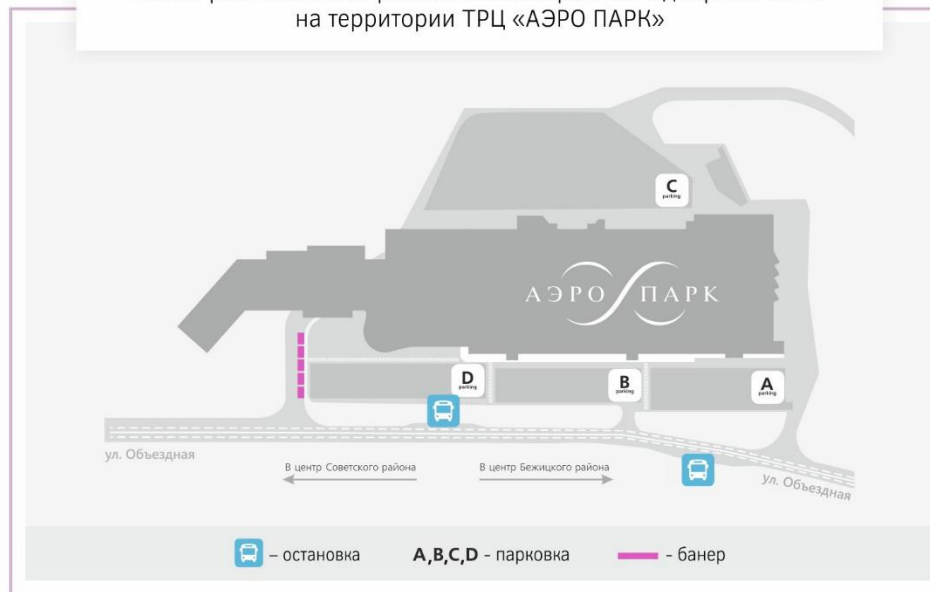 на территории ТРЦ «АЭРО ПАРК»
C
parking
АЭРО ПАРК
D
parking
B
parking
A
parking
ул. Объездная
В центр Советского района
В центр Бежицкого района
ул. Объездная
– остановка
A,B,C,D - парковка
- банер